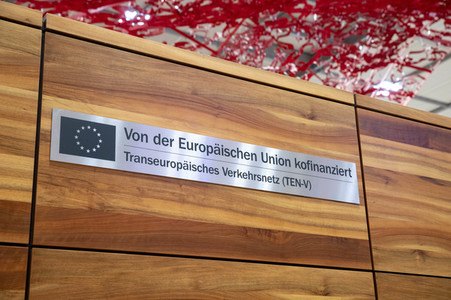 Von der Europäischen Union kofinanziert
Transeuropäisches Verkehrsnetz (TEN-V)